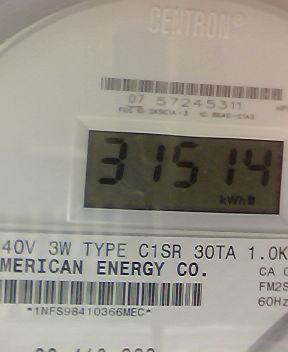 CENTRON®
07 57245311
31514
kWh
40V 3W TYPE C1SR 30TA 1.0K
MERICAN ENERGY CO.
CA 0
FM2S
60Hz
*1NFS98410366MEC*